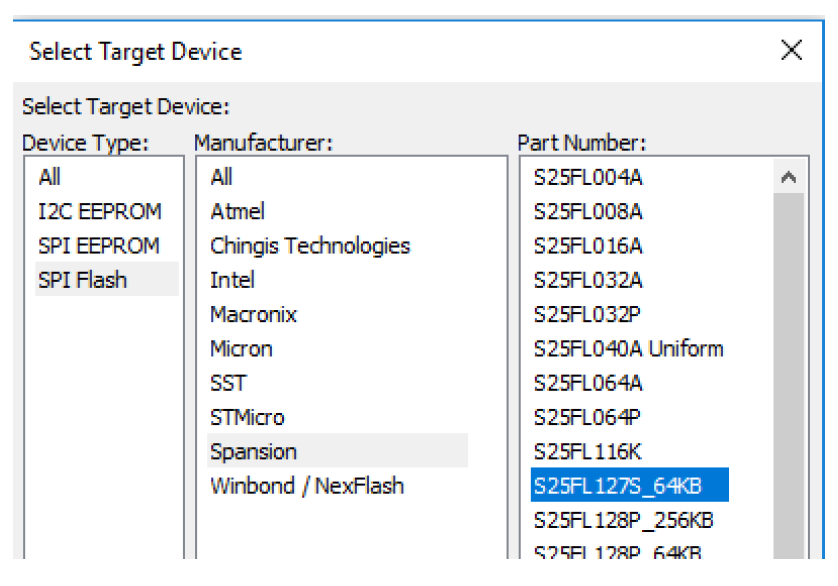 Select Target Device
Select Target Device:
Device Type:
All
I2C EEPROM
SPI EEPROM
SPI Flash
Manufacturer:
All
Atmel
Chingis Technologies
Intel
Macronix
Micron
SST
STMicro
Spansion
Winbond / NexFlash
Part Number:
S25FL004A
S25FL008A
S25FL016A
S25FL032A
S25FL032P
S25FL040A Uniform
S25FL064A
S25FL064P
S25FL116K
S25FL127S_64KB
S25FL128P_256KB
S25FL128P_64KB